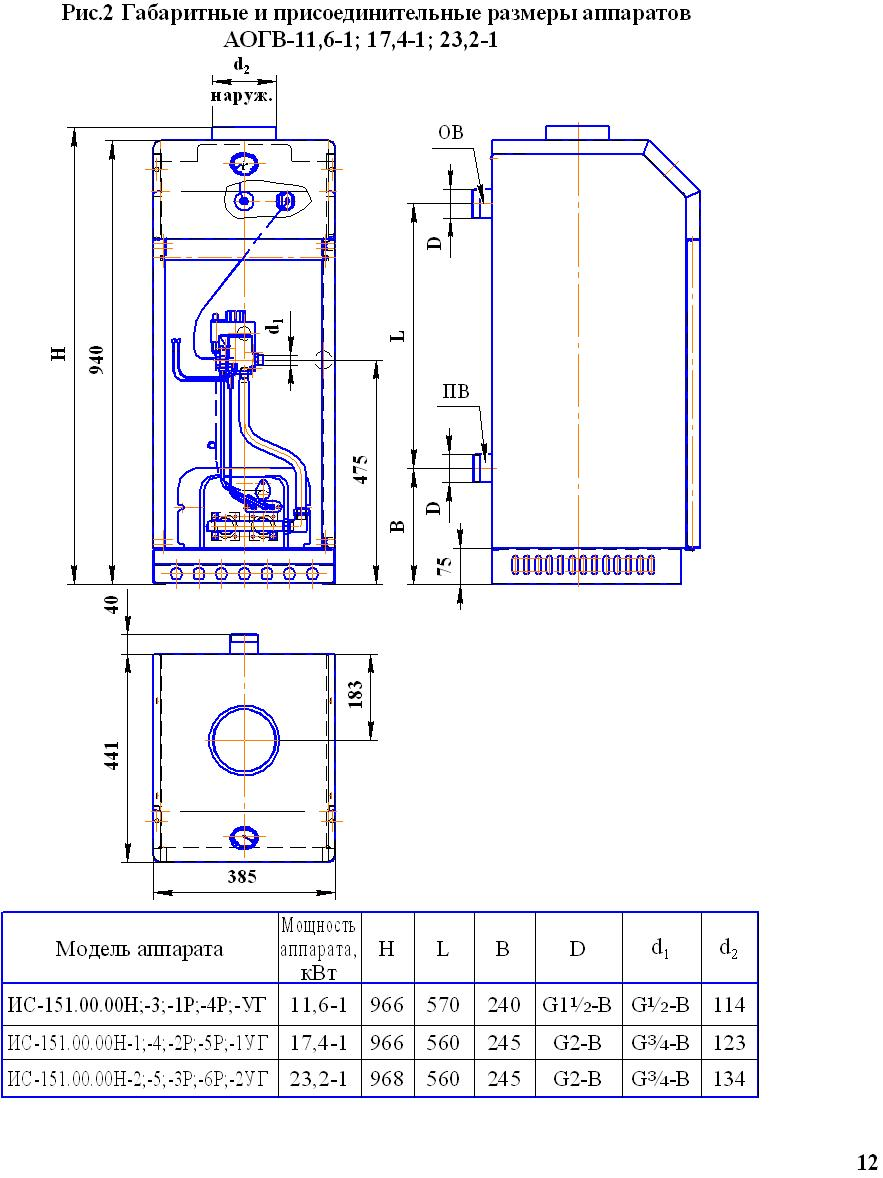 Рис.2 Габаритные и присоединительные размеры аппаратов
АОГВ-11,6-1; 17,4-1; 23,2-1
d₂
наруж.
ОВ
D
H
940
d₁
L
ПВ
475
B
D
75
40
183
441
385
Модель аппарата Мощность аппарата, кВт H L B D d₁ d₂
ИС-151.00.00Н;-3;-1Р;-4Р;-УГ 11,6-1 966 570 240 G1½-B G½-B 114
ИС-151.00.00Н-1;-4;-2Р;-5Р;-1УГ 17,4-1 966 560 245 G2-B G¾-B 123
ИС-151.00.00Н-2;-5;-3Р;-6Р;-2УГ 23,2-1 968 560 245 G2-B G¾-B 134
12